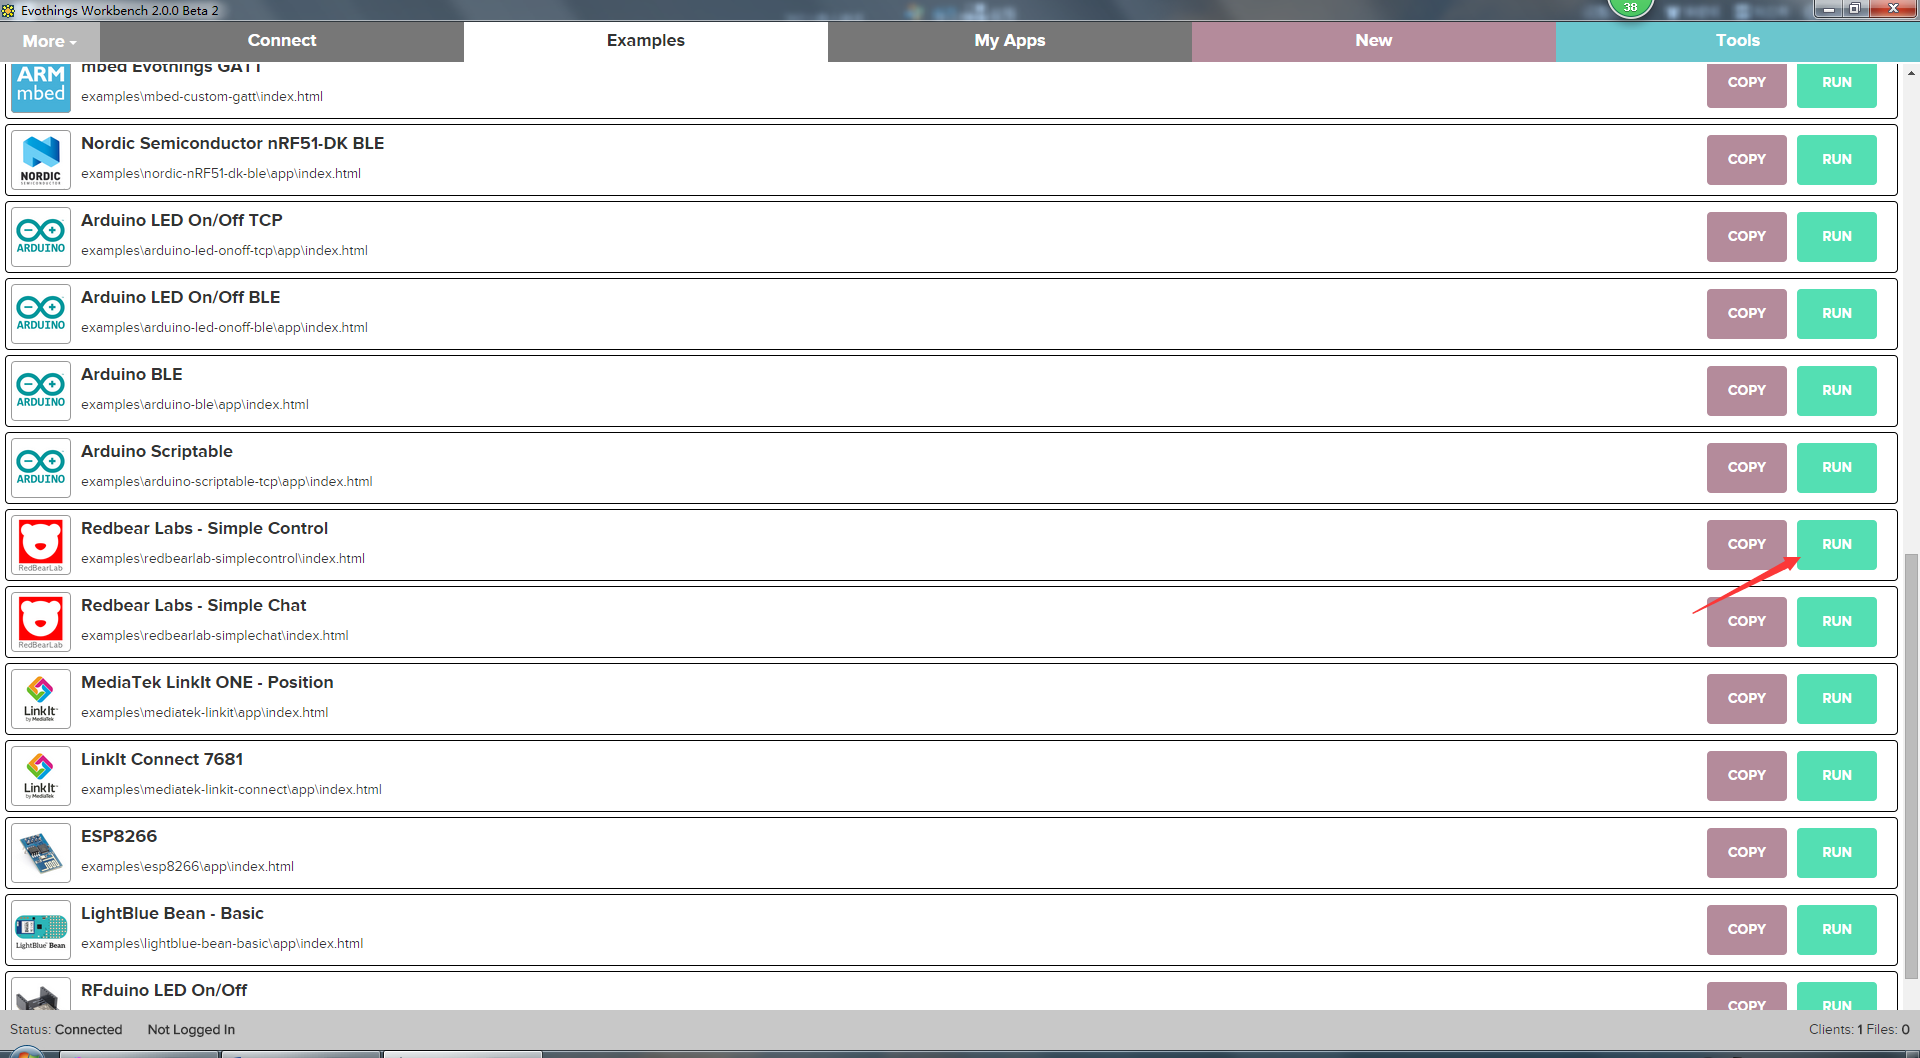 Evothings Workbench 2.0.0 Beta 2
38
More
Connect
Examples
My Apps
New
Tools
ARM mbed
mbed Evothings GATT
examples\mbed-custom-gatt\index.html
COPY
RUN
NORDIC
SEMICONDUCTOR
Nordic Semiconductor nRF51-DK BLE
examples\nordic-nRF51-dk-ble\app\index.html
COPY
RUN
ARDUINO
Arduino LED On/Off TCP
examples\arduino-led-onoff-tcp\app\index.html
COPY
RUN
ARDUINO
Arduino LED On/Off BLE
examples\arduino-led-onoff-ble\app\index.html
COPY
RUN
ARDUINO
Arduino BLE
examples\arduino-ble\app\index.html
COPY
RUN
ARDUINO
Arduino Scriptable
examples\arduino-scriptable-tcp\app\index.html
COPY
RUN
RedBearLab
Redbear Labs - Simple Control
examples\redbearlab-simplecontrol\index.html
COPY
RUN
RedBearLab
Redbear Labs - Simple Chat
examples\redbearlab-simplechat\index.html
COPY
RUN
LinkIt
by MediaTek
MediaTek LinkIt ONE - Position
examples\mediatek-linkit\app\index.html
COPY
RUN
LinkIt
by MediaTek
LinkIt Connect 7681
examples\mediatek-linkit-connect\app\index.html
COPY
RUN
ESP8266
examples\esp8266\app\index.html
COPY
RUN
LightBlue Bean
LightBlue Bean - Basic
examples\lightblue-bean-basic\app\index.html
COPY
RUN
RFduino LED On/Off
COPY
RUN
Status: Connected
Not Logged In
Clients: 1 Files: 0